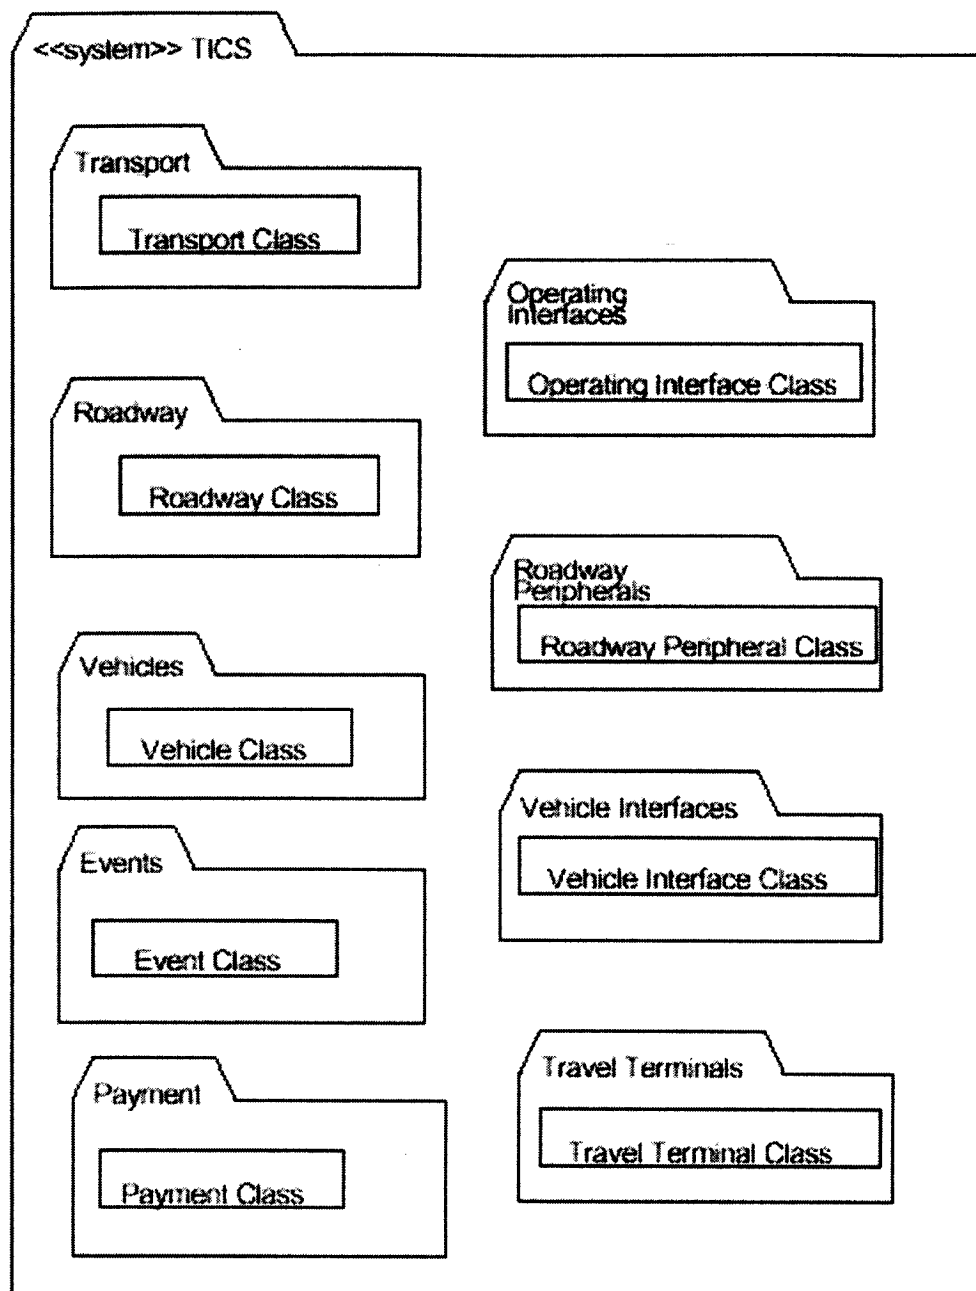 <<system>> TICS
Transport
Transport Class
Operating
Interfaces
Operating Interface Class
Roadway
Roadway Class
Roadway
Peripherals
Roadway Peripheral Class
Vehicles
Vehicle Class
Vehicle Interfaces
Vehicle Interface Class
Events
Event Class
Travel Terminals
Travel Terminal Class
Payment
Payment Class